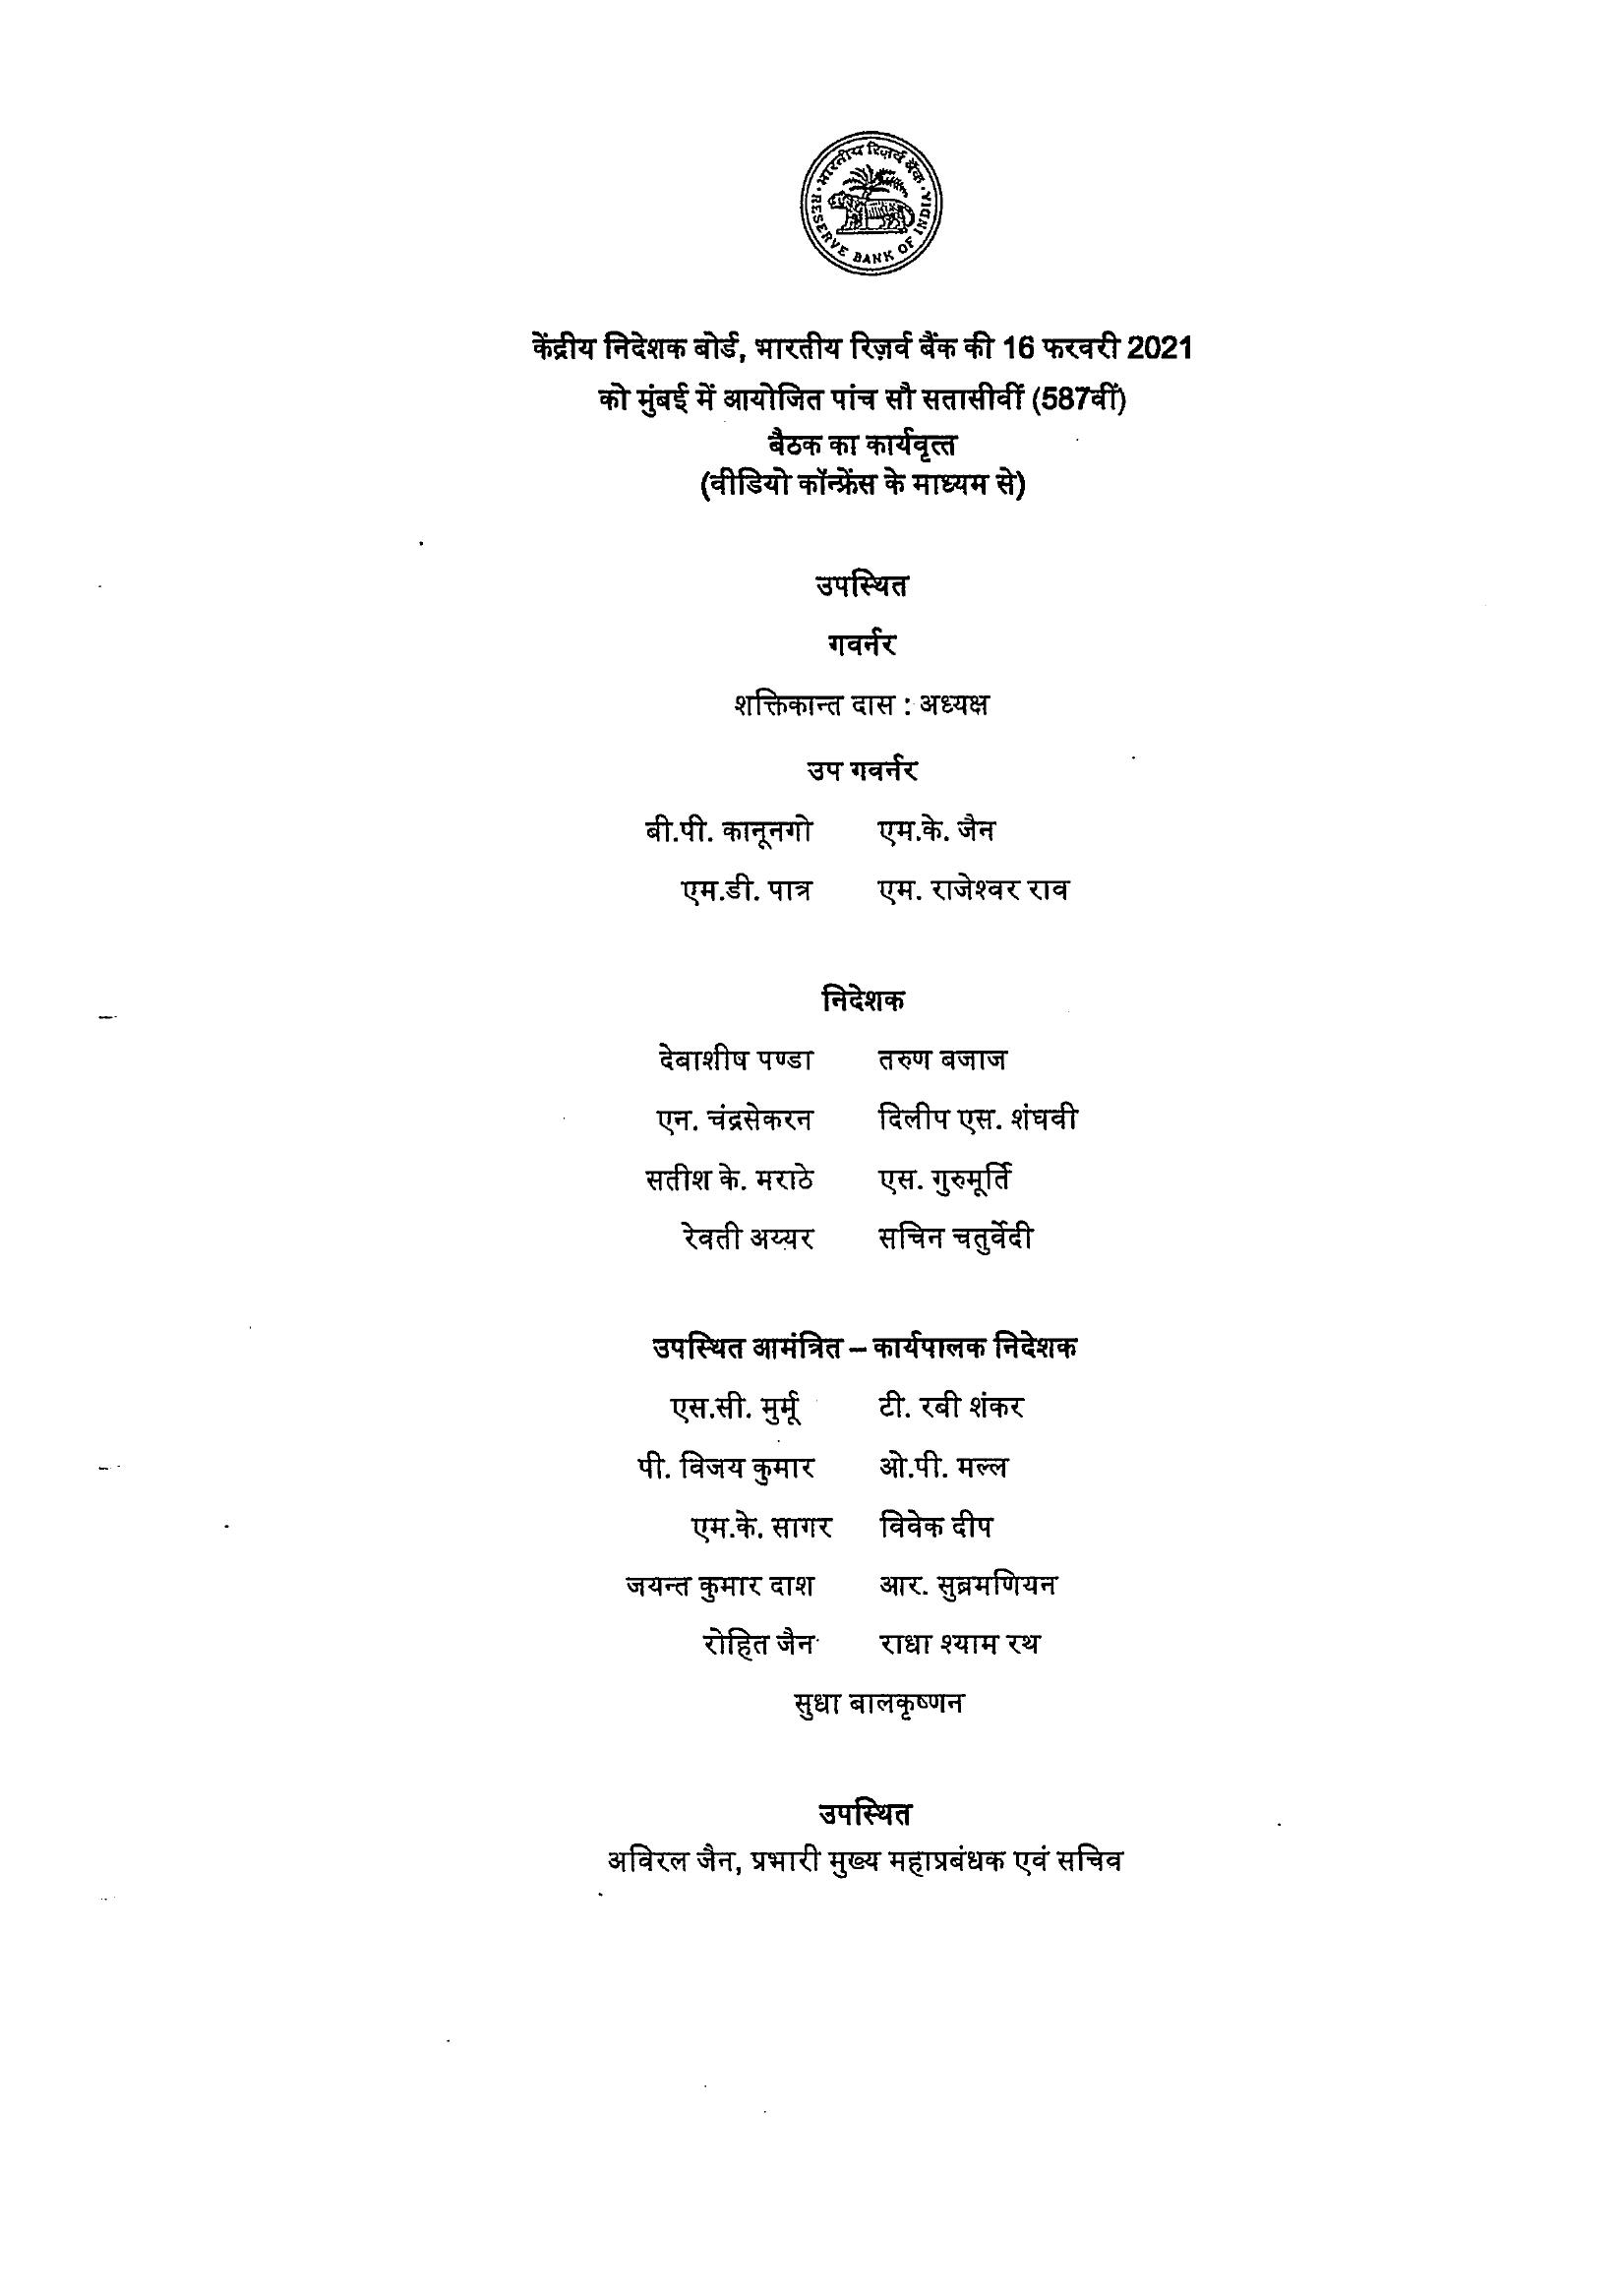 भारतीय रिज़र्व बैंक
RESERVE BANK OF INDIA
केंद्रीय निदेशक बोर्ड, भारतीय रिज़र्व बैंक की 16 फरवरी 2021
को मुंबई में आयोजित पांच सौ सतासीवीं (587वीं)
बैठक का कार्यवृत्त
(वीडियो कॉन्फ्रेंस के माध्यम से)
उपस्थित
गवर्नर
शक्तिकान्त दास : अध्यक्ष
उप गवर्नर
बी.पी. कानूनगो एम.के. जैन
एम.डी. पात्र एम. राजेश्वर राव
निदेशक
देबाशीष पण्डा तरुण बजाज
एन. चंद्रसेकरन दिलीप एस. शंघवी
सतीश के. मराठे एस. गुरुमूर्ति
रेवती अय्यर सचिन चतुर्वेदी
उपस्थित आमंत्रित – कार्यपालक निदेशक
एस.सी. मुर्मू टी. रबी शंकर
पी. विजय कुमार ओ.पी. मल्ल
एम.के. सागर विवेक दीप
जयन्त कुमार दाश आर. सुब्रमणियन
रोहित जैन राधा श्याम रथ
सुधा बालकृष्णन
उपस्थित
अविरल जैन, प्रभारी मुख्य महाप्रबंधक एवं सचिव